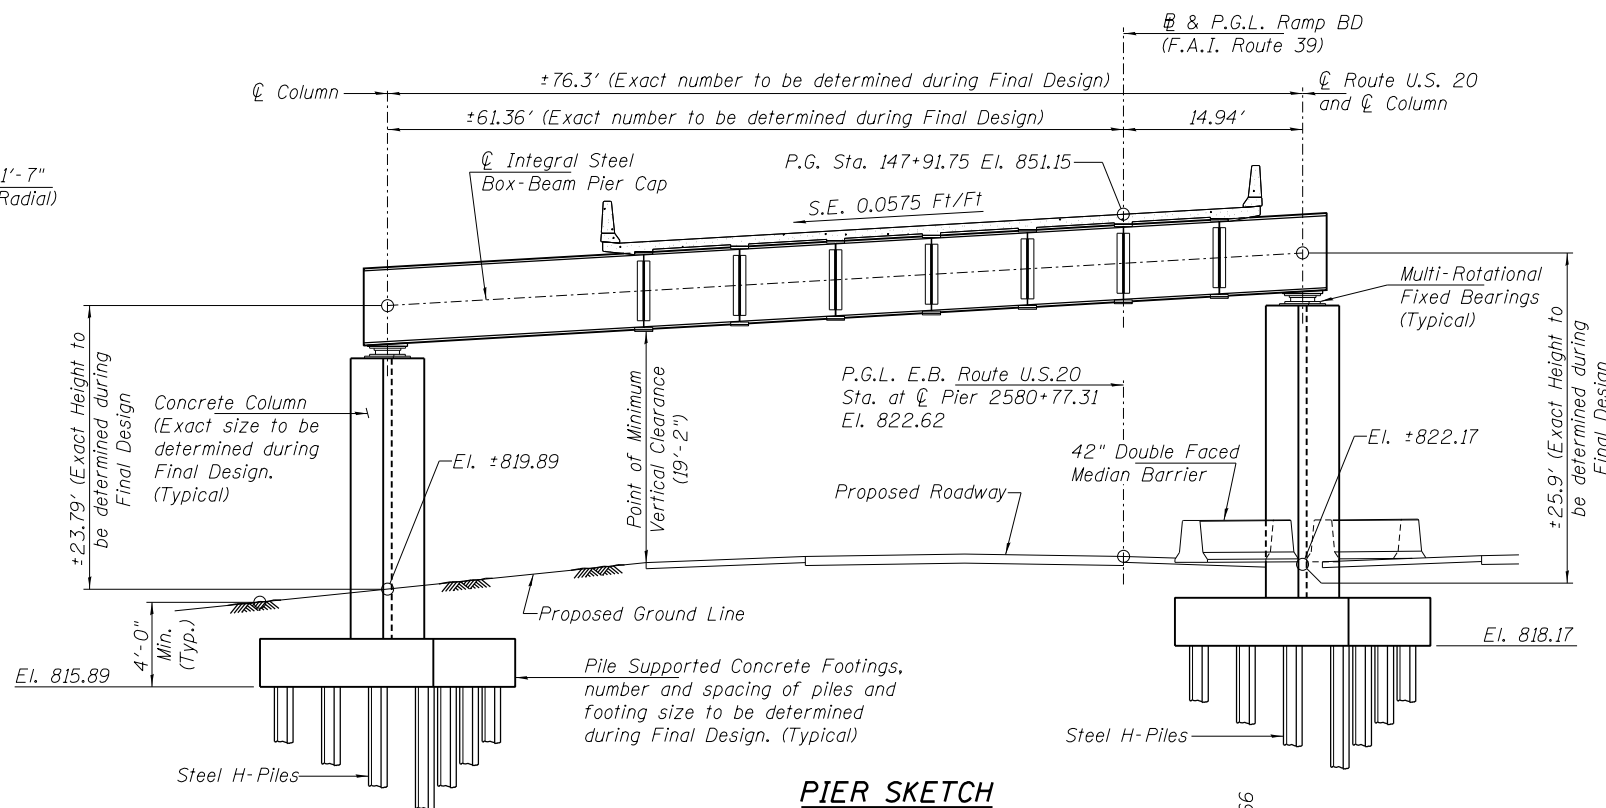 ℄ & P.G.L. Ramp BD
(F.A.I. Route 39)
±76.3' (Exact number to be determined during Final Design)
℄ Column
℄ Route U.S. 20
and ℄ Column
±61.36' (Exact number to be determined during Final Design)
14.94'
1'-7"
Radial)
℄ Integral Steel
Box-Beam Pier Cap
P.G. Sta. 147+91.75 El. 851.15
S.E. 0.0575 Ft/Ft
Multi-Rotational
Fixed Bearings
(Typical)
±23.79' (Exact Height to
be determined during
Final Design
Concrete Column
(Exact size to be
determined during
Final Design.
(Typical)
El. ±819.89
Point of Minimum
Vertical Clearance
(19'-2")
P.G.L. E.B. Route U.S.20
Sta. at ℄ Pier 2580+77.31
El. 822.62
42" Double Faced
Median Barrier
El. ±822.17
±25.9' (Exact Height to
be determined during
Final Design
Proposed Roadway
Proposed Ground Line
4'-0"
Min.
(Typ.)
El. 815.89
El. 818.17
Pile Supported Concrete Footings,
number and spacing of piles and
footing size to be determined
during Final Design. (Typical)
Steel H-Piles
Steel H-Piles
PIER SKETCH
66